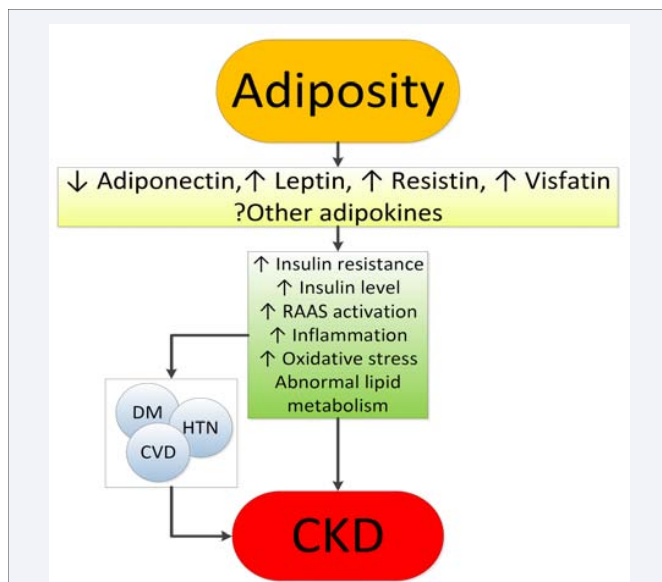 Adiposity
↓ Adiponectin,↑ Leptin, ↑ Resistin, ↑ Visfatin
?Other adipokines
↑ Insulin resistance
↑ Insulin level
↑ RAAS activation
↑ Inflammation
↑ Oxidative stress
Abnormal lipid
metabolism
DM
HTN
CVD
CKD